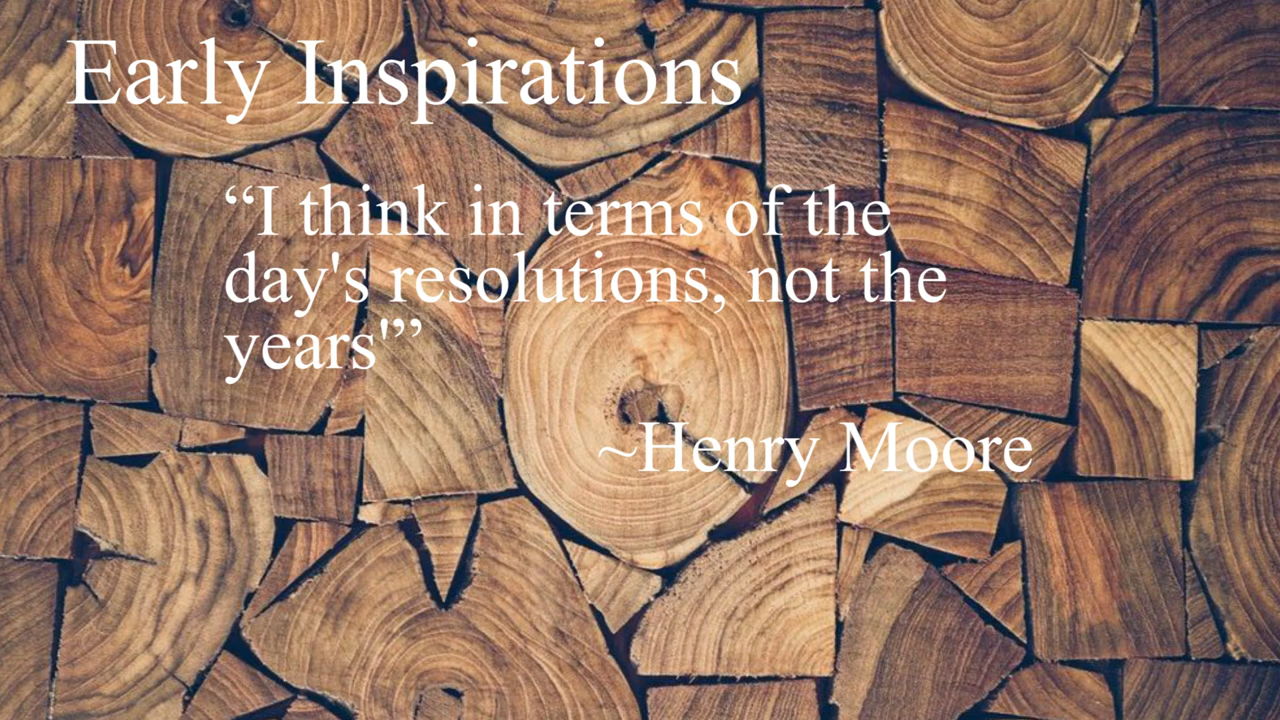 Early Inspirations
“I think in terms of the
day's resolutions, not the
years'”
~Henry Moore